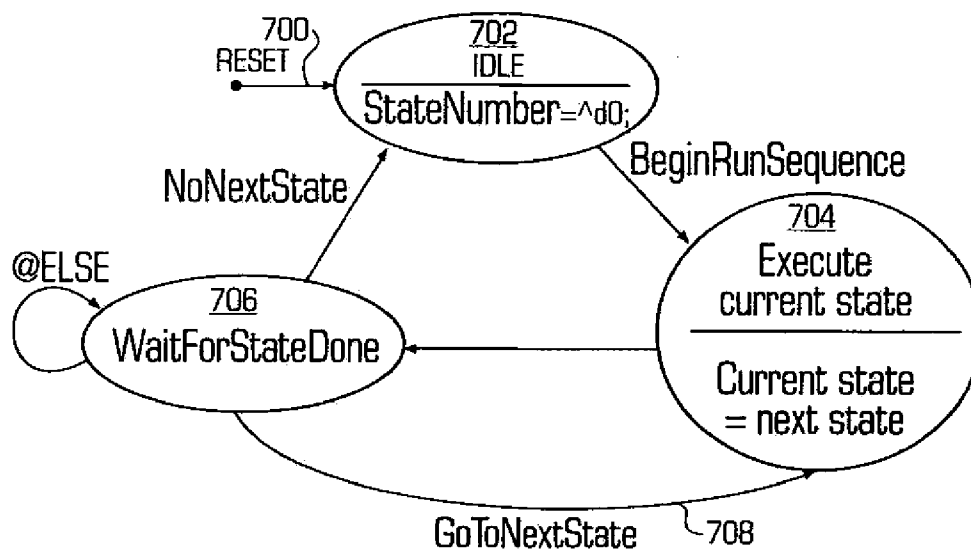 700
RESET
702
IDLE
StateNumber=^d0;
BeginRunSequence
NoNextState
704
Execute
current state
Current state
= next state
@ELSE
706
WaitForStateDone
GoToNextState
708